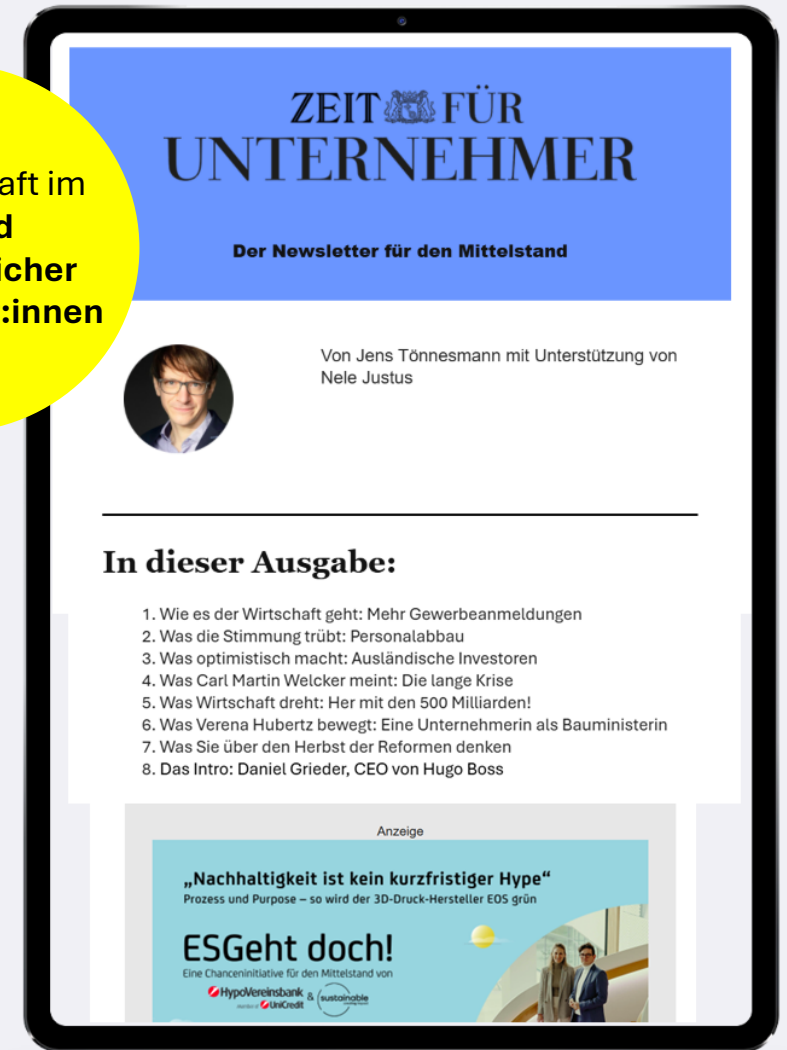 ZEIT FÜR
UNTERNEHMER
Der Newsletter für den Mittelstand
aft im
d
icher
:innen
Von Jens Tönnesmann mit Unterstützung von
Nele Justus
In dieser Ausgabe:
1. Wie es der Wirtschaft geht: Mehr Gewerbeanmeldungen
2. Was die Stimmung trübt: Personalabbau
3. Was optimistisch macht: Ausländische Investoren
4. Was Carl Martin Welcker meint: Die lange Krise
5. Was Wirtschaft dreht: Her mit den 500 Milliarden!
6. Was Verena Hubertz bewegt: Eine Unternehmerin als Bauministerin
7. Was Sie über den Herbst der Reformen denken
8. Das Intro: Daniel Grieder, CEO von Hugo Boss
Anzeige
„Nachhaltigkeit ist kein kurzfristiger Hype“
Prozess und Purpose – so wird der 3D-Druck-Hersteller EOS grün
ESGeht doch!
Eine Chanceninitiative für den Mittelstand von
HypoVereinsbank & sustainable
member of UniCredit